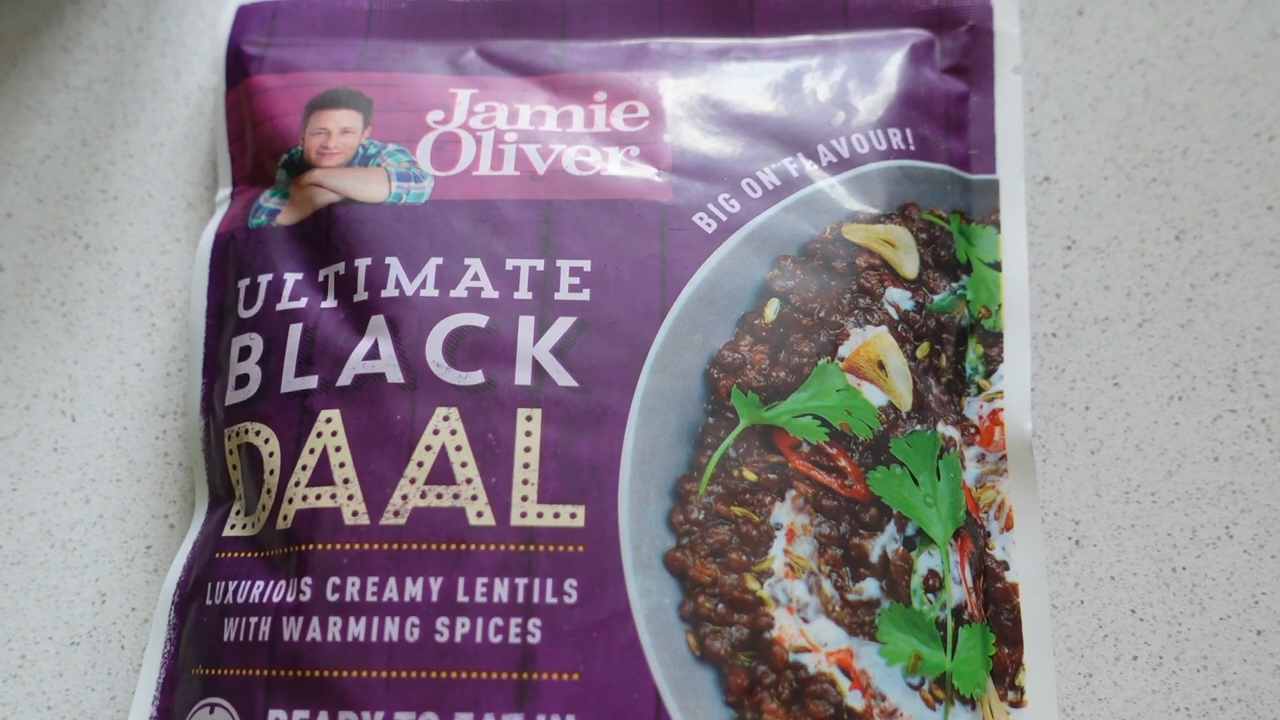 Jamie
Oliver
BIG ON FLAVOUR!
ULTIMATE
BLACK
DAAL
LUXURIOUS CREAMY LENTILS
WITH WARMING SPICES
READY TO EAT IN